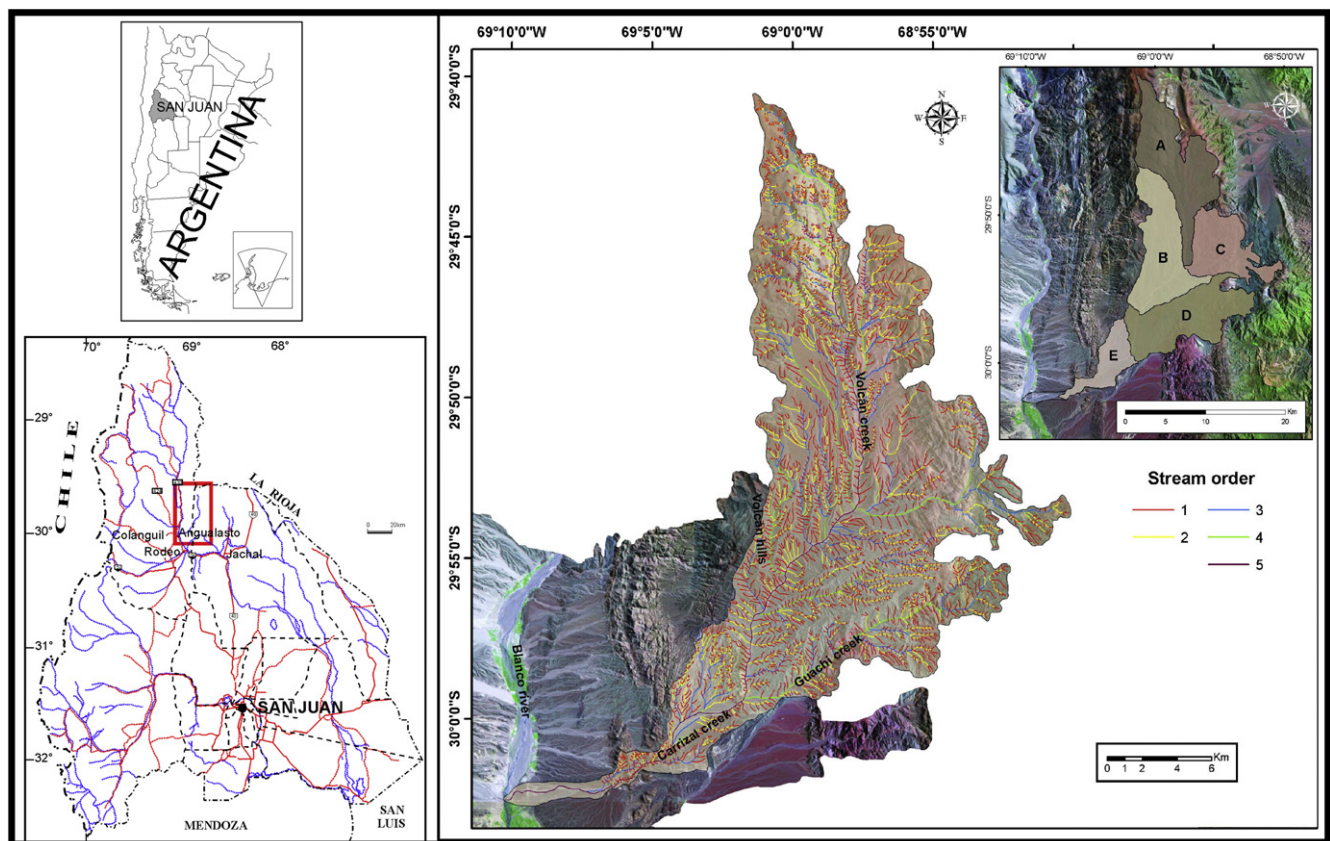 SAN JUAN
ARGENTINA
70°
69°
68°
29°
30°
31°
32°
CHILE
LA RIOJA
Colanguil
Angualasto
Rodeo
Jachal
0 20km
SAN JUAN
MENDOZA
SAN
LUIS
69°10'0"W
69°5'0"W
69°0'0"W
68°55'0"W
29°40'0"S
29°45'0"S
29°50'0"S
29°55'0"S
30°0'0"S
N
W
E
S
Volcán creek
Volcán hills
Guachi creek
Carrizal creek
Blanco river
69°10'0"W
69°0'0"W
68°50'0"W
29°50'0"S
30°0'0"S
A
B
C
D
E
0 5 10 20 Km
Stream order
1
2
3
4
5
0 1 2 4 6 Km